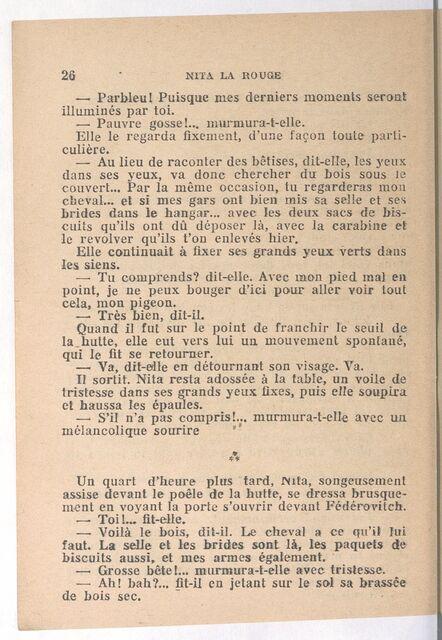 26 NITA LA ROUGE
— Parbleu! Puisque mes derniers moments seront
illuminés par toi.
— Pauvre gosse!... murmura-t-elle.
Elle le regarda fixement, d'une façon toute parti-
culière.
— Au lieu de raconter des bêtises, dit-elle, les yeux
dans ses yeux, va donc chercher du bois sous le
couvert... Par la même occasion, tu regarderas mon
cheval... et si mes gars ont bien mis sa selle et ses
brides dans le hangar... avec les deux sacs de bis-
cuits qu'ils ont dû déposer là, avec la carabine et
le revolver qu'ils t'on enlevés hier.
Elle continuait à fixer ses grands yeux verts dans
les siens.
— Tu comprends? dit-elle. Avec mon pied mal en
point, je ne peux bouger d'ici pour aller voir tout
cela, mon pigeon.
— Très bien, dit-il.
Quand il fut sur le point de franchir le seuil de
la hutte, elle eut vers lui un mouvement spontané,
qui le fit se retourner.
— Va, dit-elle en détournant son visage. Va.
Il sortit. Nita resta adossée à la table, un voile de
tristesse dans ses grands yeux fixes, puis elle soupira
et haussa les épaules.
— S'il n'a pas compris!... murmura-t-elle avec un
mélancolique sourire
⁂
Un quart d'heure plus tard, Nita, songeusement
assise devant le poêle de la hutte, se dressa brusque-
ment en voyant la porte s'ouvrir devant Fédérovitch.
— Toi!... fit-elle.
— Voilà le bois, dit-il. Le cheval a ce qu'il lui
faut. La selle et les brides sont là, les paquets de
biscuits aussi, et mes armes également.
— Grosse bête!... murmura-t-elle avec tristesse.
— Ah! bah?... fit-il en jetant sur le sol sa brassée
de bois sec.